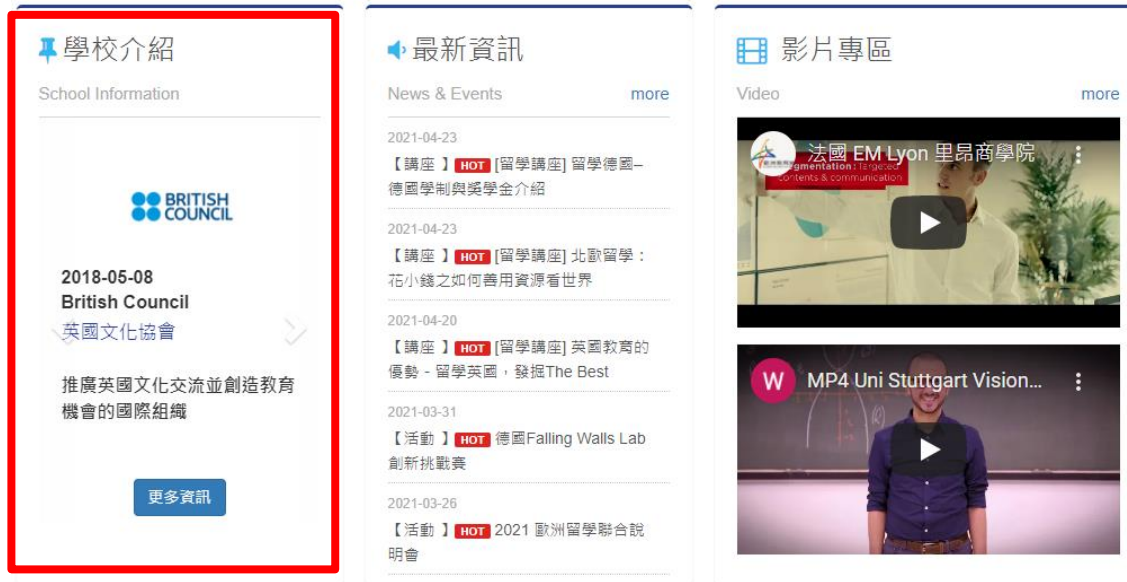 學校介紹
School Information
BRITISH
COUNCIL
2018-05-08
British Council
英國文化協會
推廣英國文化交流並創造教育
機會的國際組織
更多資訊
最新資訊
News & Events more
2021-04-23
【講座 】HOT [留學講座] 留學德國–
德國學制與獎學金介紹
2021-04-23
【講座 】HOT [留學講座] 北歐留學：
花小錢之如何善用資源看世界
2021-04-20
【講座 】HOT [留學講座] 英國教育的
優勢 - 留學英國，發掘The Best
2021-03-31
【活動 】HOT 德國Falling Walls Lab
創新挑戰賽
2021-03-26
【活動 】HOT 2021 歐洲留學聯合說
明會
影片專區
Video more
法國 EM Lyon 里昂商學院
gmentation: Targeted
contents & communication
W MP4 Uni Stuttgart Vision...